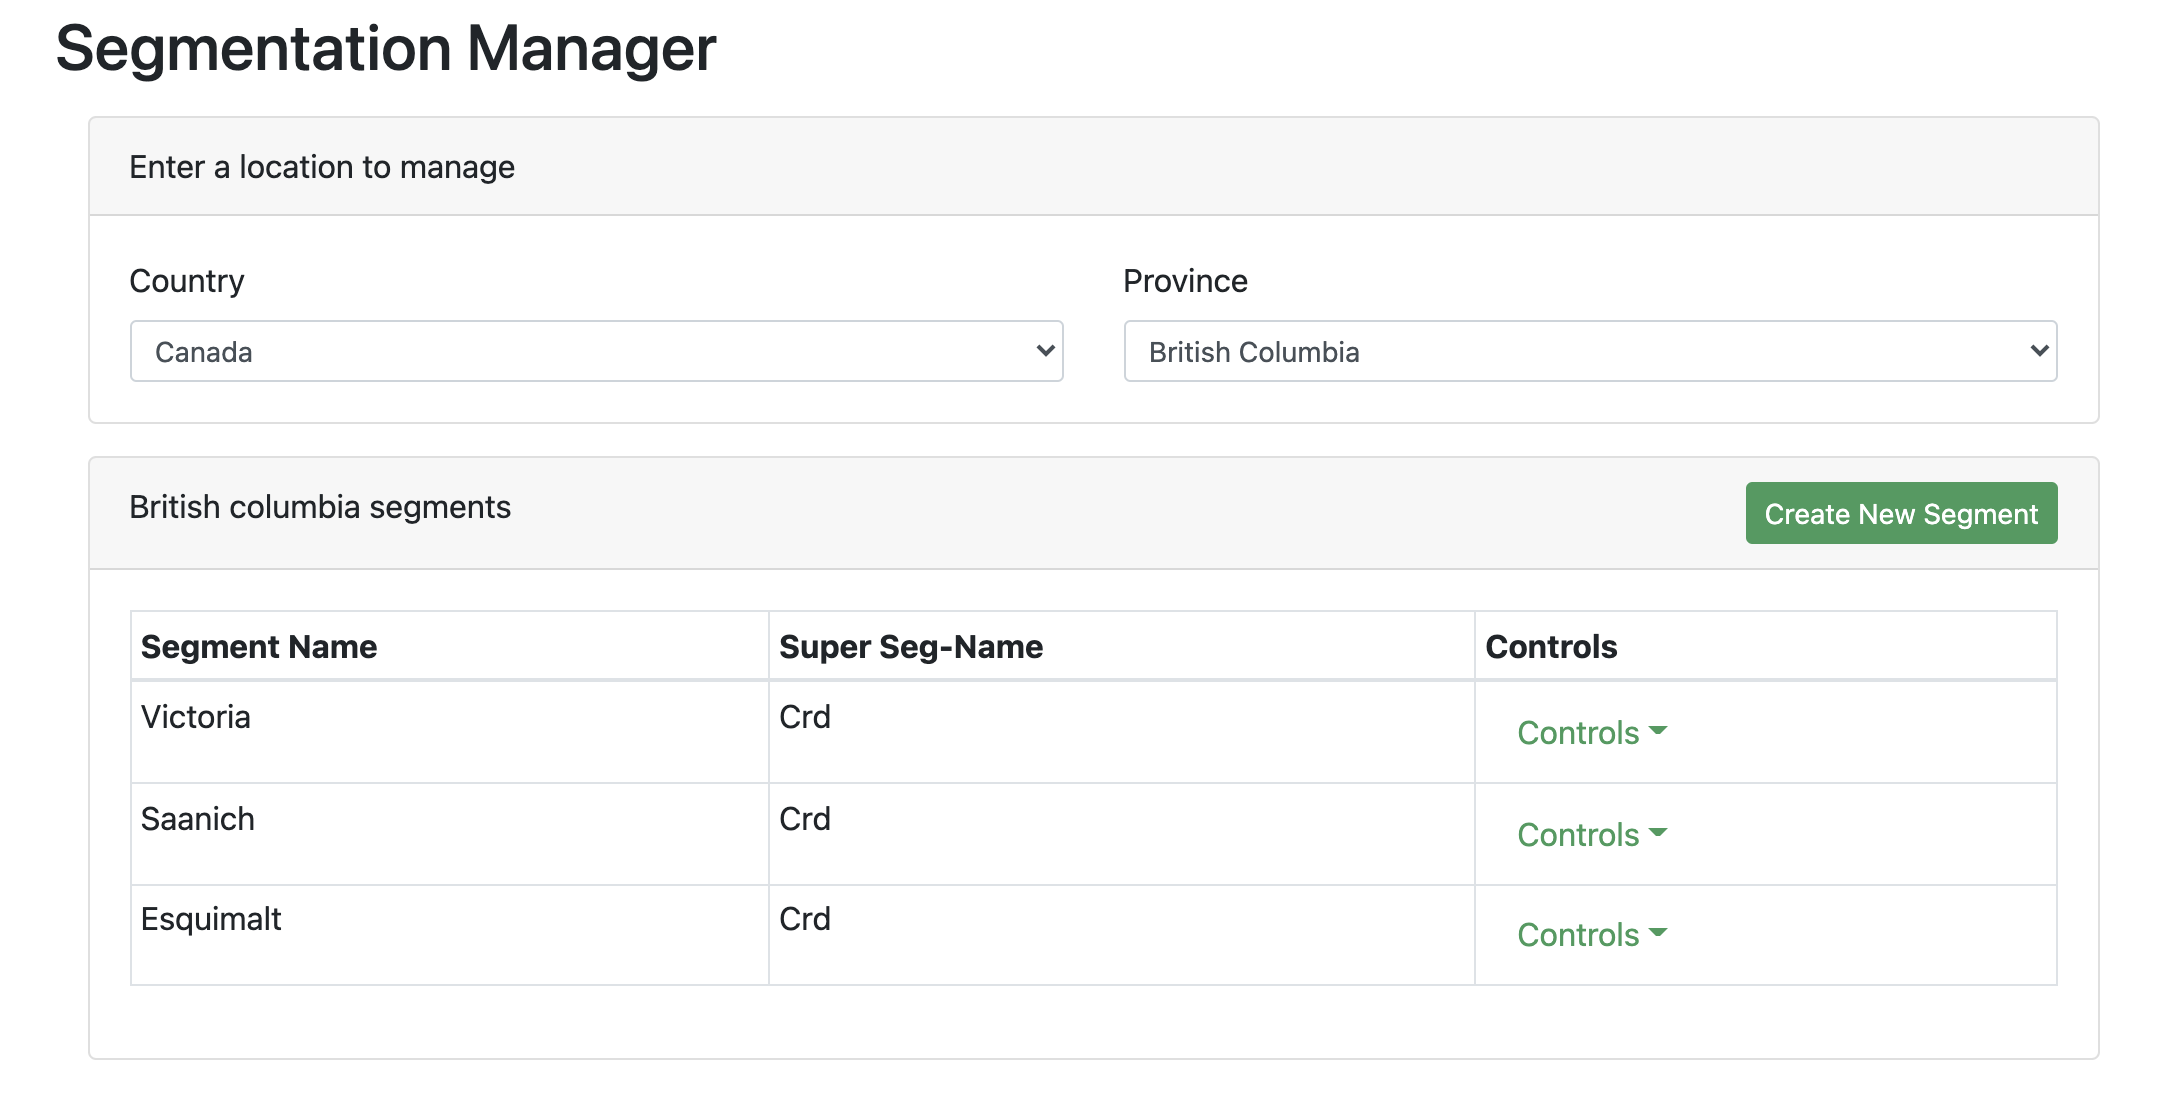 Segmentation Manager
Enter a location to manage
Country
Province
Canada
British Columbia
British columbia segments
Create New Segment
Segment Name
Super Seg-Name
Controls
Victoria
Crd
Controls
Saanich
Crd
Controls
Esquimalt
Crd
Controls